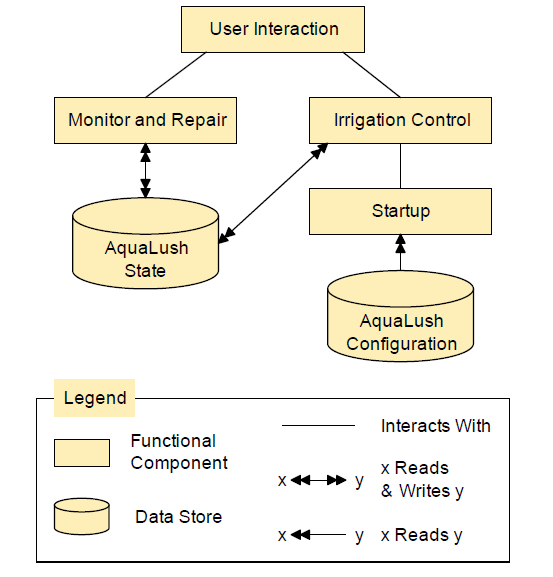 User Interaction
Monitor and Repair
Irrigation Control
Startup
AquaLush
State
AquaLush
Configuration
Legend
Functional
Component
Data Store
Interacts With
x y x Reads
& Writes y
x y x Reads y